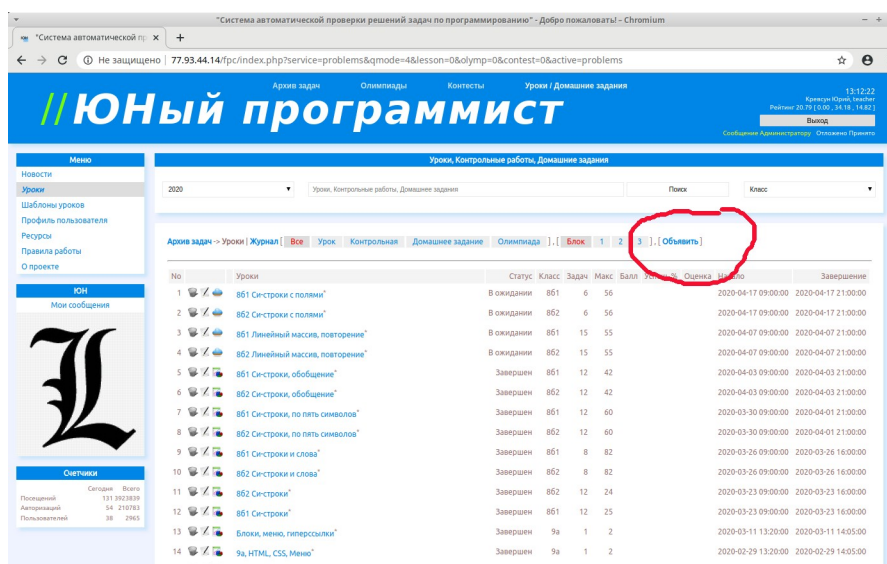 "Система автоматической проверки решений задач по программированию" - Добро пожаловать! - Chromium
"Система автоматической пр
Не защищено 77.93.44.14/fpc/index.php?service=problems&qmode=4&lesson=0&olymp=0&contest=0&active=problems
Архив задач Олимпиады Контесты Уроки / Домашние задания
//ЮНый программист
13:12:22
Кревсун Юрий, teacher
Рейтинг 20.79 [ 0.00 , 34.18 , 14.82 ]
Выход
Сообщение Администратору Отложено Принято
Меню
Новости
Уроки
Шаблоны уроков
Профиль пользователя
Ресурсы
Правила работы
О проекте
ЮН
Мои сообщения
L
Счетчики
Сегодня Всего
Посещений 131 3923839
Авторизаций 54 210783
Пользователей 38 2965
Уроки, Контрольные работы, Домашние задания
2020 Уроки, Контрольные работы, Домашнее задания Поиск Класс
Архив задач -> Уроки | Журнал [ Все Урок Контрольная Домашнее задание Олимпиада ] , [ Блок 1 2 3 ] , [ Объявить ]
No Уроки Статус Класс Задач Макс Балл % Оценка Завершение
1 8б1 Си-строки с полями* В ожидании 8б1 6 56 2020-04-17 09:00:00 2020-04-17 21:00:00
2 8б2 Си-строки с полями* В ожидании 8б2 6 56 2020-04-17 09:00:00 2020-04-17 21:00:00
3 8б1 Линейный массив, повторение* В ожидании 8б1 15 55 2020-04-07 09:00:00 2020-04-07 21:00:00
4 8б2 Линейный массив, повторение* В ожидании 8б2 15 55 2020-04-07 09:00:00 2020-04-07 21:00:00
5 8б1 Си-строки, обобщение* Завершен 8б1 12 42 2020-04-03 09:00:00 2020-04-03 21:00:00
6 8б2 Си-строки, обобщение* Завершен 8б2 12 42 2020-04-03 09:00:00 2020-04-03 21:00:00
7 8б1 Си-строки, по пять символов* Завершен 8б1 12 60 2020-03-30 09:00:00 2020-04-01 21:00:00
8 8б2 Си-строки, по пять символов* Завершен 8б2 12 60 2020-03-30 09:00:00 2020-04-01 21:00:00
9 8б1 Си-строки и слова* Завершен 8б1 8 82 2020-03-26 09:00:00 2020-03-26 16:00:00
10 8б2 Си-строки и слова* Завершен 8б2 8 82 2020-03-26 09:00:00 2020-03-26 16:00:00
11 8б2 Си-строки* Завершен 8б2 12 24 2020-03-23 09:00:00 2020-03-23 16:00:00
12 8б1 Си-строки* Завершен 8б1 12 25 2020-03-23 09:00:00 2020-03-23 16:00:00
13 Блоки, меню, гиперссылки* Завершен 9а 1 2 2020-03-11 13:20:00 2020-03-11 14:05:00
14 9а, HTML, CSS, Меню* Завершен 9а 1 2 2020-02-29 13:20:00 2020-02-29 14:05:00